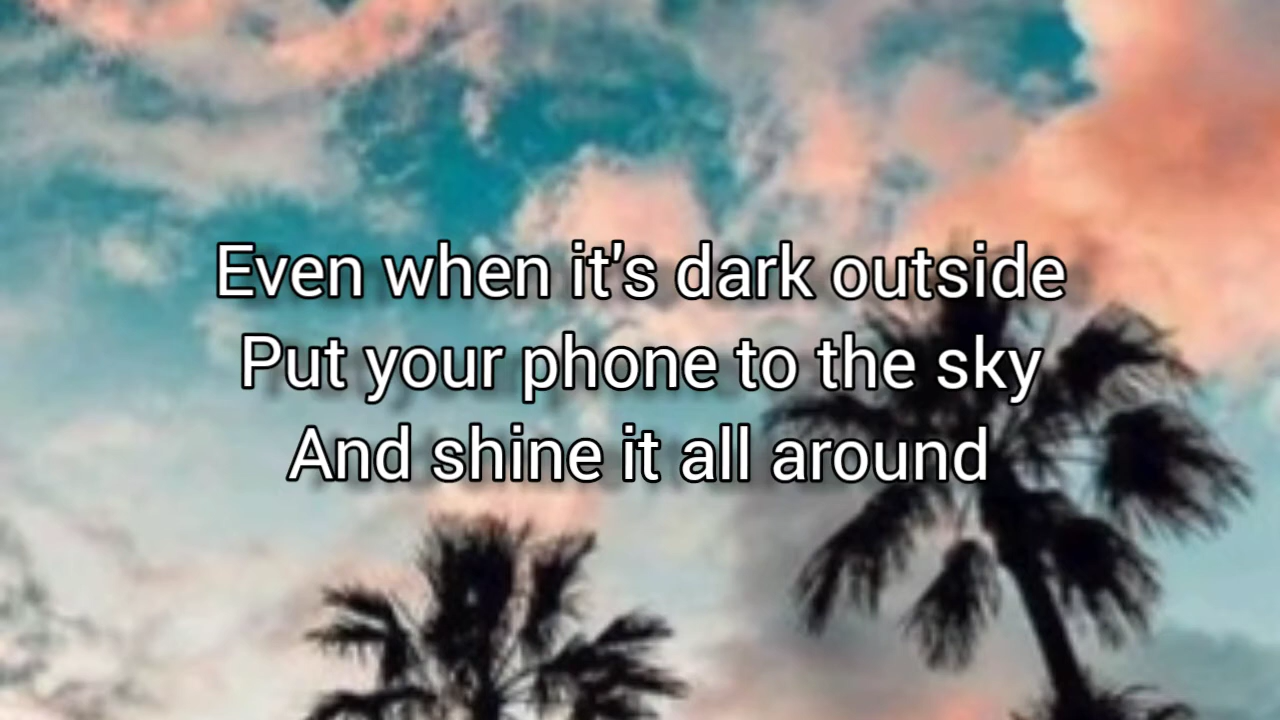 Even when it's dark outside
Put your phone to the sky
And shine it all around